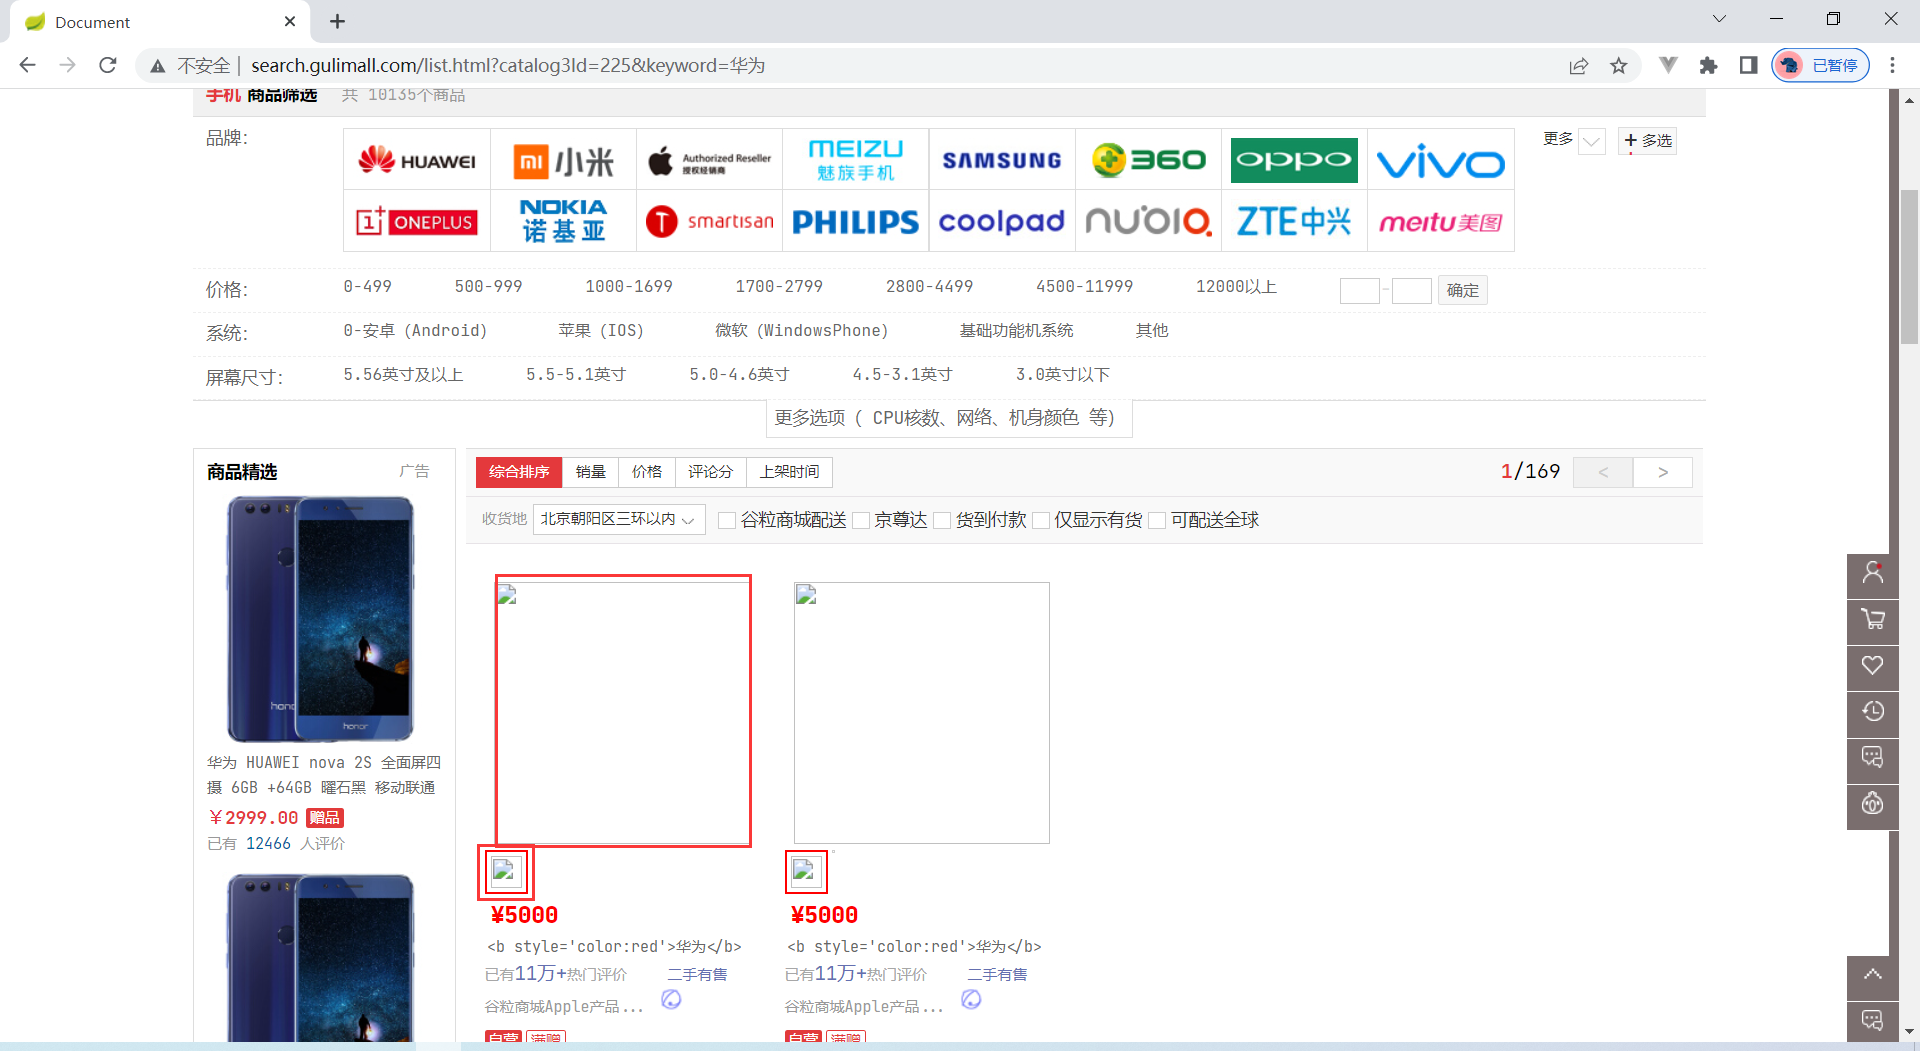 Document
不安全 | search.gulimall.com/list.html?catalog3Id=225&keyword=华为
已暂停
手机 商品筛选 共 10135个商品
品牌：
HUAWEI
小米
Authorized Reseller
授权经销商
MEIZU
魅族手机
SAMSUNG
360
OPPO
vivo
更多
+ 多选
1+ ONEPLUS
NOKIA
诺基亚
smartisan
PHILIPS
coolpad
nubia
ZTE中兴
meitu美图
价格：
0-499 500-999 1000-1699 1700-2799 2800-4499 4500-11999 12000以上 - 确定
系统：
0-安卓（Android） 苹果（IOS） 微软（WindowsPhone） 基础功能机系统 其他
屏幕尺寸：
5.56英寸及以上 5.5-5.1英寸 5.0-4.6英寸 4.5-3.1英寸 3.0英寸以下
更多选项（ CPU核数、网络、机身颜色 等）
商品精选 广告
综合排序 销量 价格 评论分 上架时间 1/169 < >
收货地 北京朝阳区三环以内 谷粒商城配送 京尊达 货到付款 仅显示有货 可配送全球
honor
honor
华为 HUAWEI nova 2S 全面屏四
摄 6GB +64GB 曜石黑 移动联通
￥2999.00 赠品
已有 12466 人评价
¥5000
<b style='color:red'>华为</b>
已有11万+热门评价 二手有售
谷粒商城Apple产品...
自营 满赠
¥5000
<b style='color:red'>华为</b>
已有11万+热门评价 二手有售
谷粒商城Apple产品...
自营 满赠